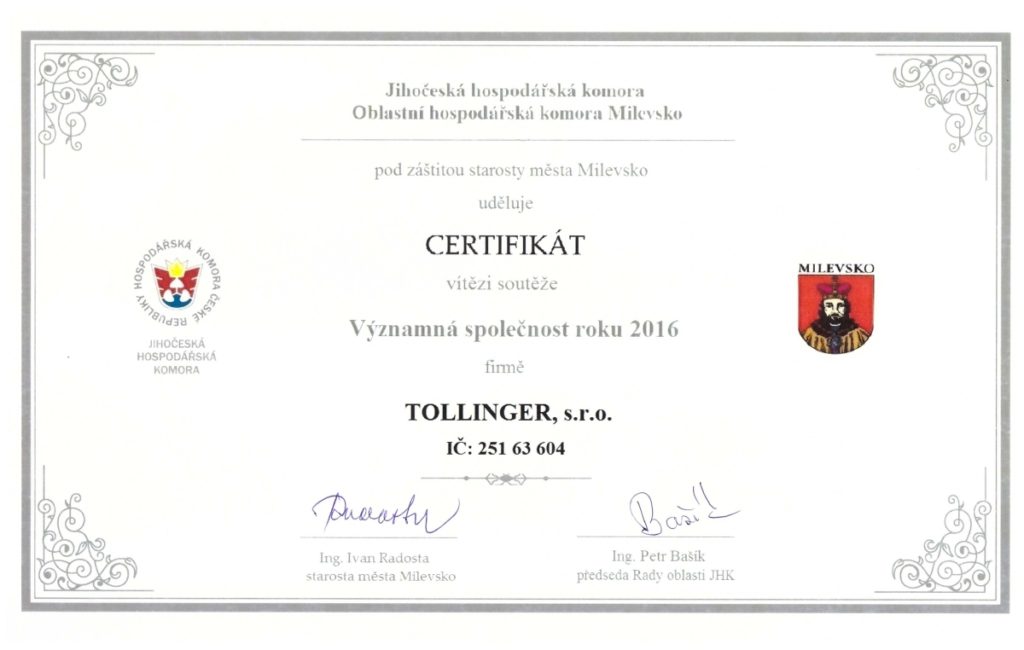 Jihočeská hospodářská komora
Oblastní hospodářská komora Milevsko
pod záštitou starosty města Milevsko
uděluje
CERTIFIKÁT
vítězi soutěže
Významná společnost roku 2016
firmě
TOLLINGER, s.r.o.
IČ: 251 63 604
HOSPODÁŘSKÁ KOMORA ČESKÉ REPUBLIKY
JIHOČESKÁ
HOSPODÁŘSKÁ
KOMORA
MILEVSKO
Bašík
Ing. Ivan Radosta
starosta města Milevsko
Ing. Petr Bašík
předseda Rady oblasti JHK